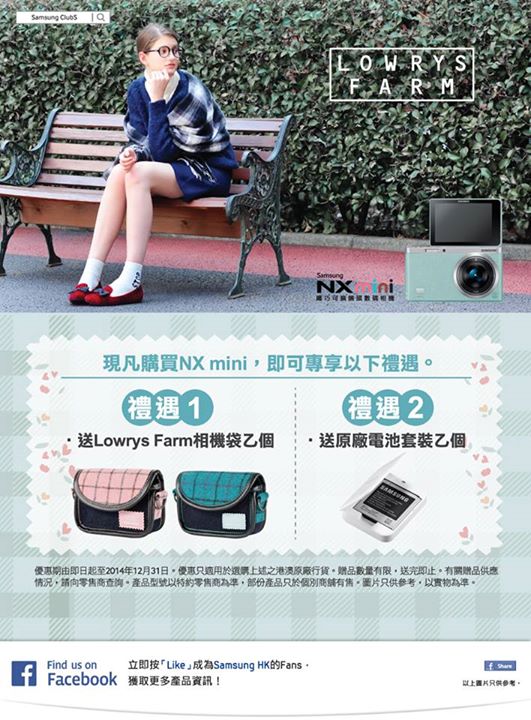 Samsung ClubS
LOWRYS
FARM
Samsung
NX mini
纖巧可換鏡頭數碼相機
現凡購買NX mini，即可專享以下禮遇。
禮遇 1
・送Lowrys Farm相機袋乙個
禮遇 2
・送原廠電池套裝乙個
SAMSUNG
優惠期由即日起至2014年12月31日。優惠只適用於選購上述之港澳原廠行貨。贈品數量有限，送完即止。有關贈品供應
情況，請向零售商查詢。產品型號以特約零售商為準，部份產品只於個別商舖有售。圖片只供參考，以實物為準。
Find us on
Facebook
立即按「Like」成為Samsung HK的Fans，
獲取更多產品資訊！
f Share
以上圖片只供參考。